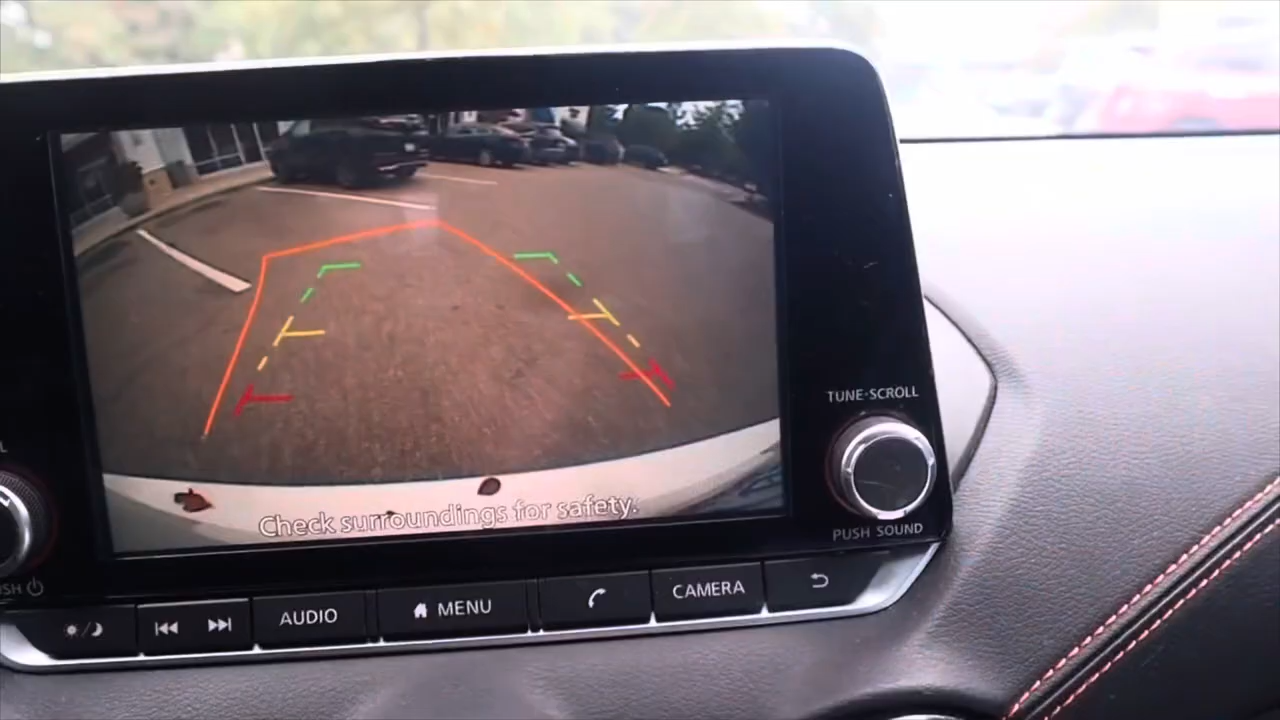 Check surroundings for safety.
TUNE·SCROLL
PUSH SOUND
AUDIO
MENU
CAMERA